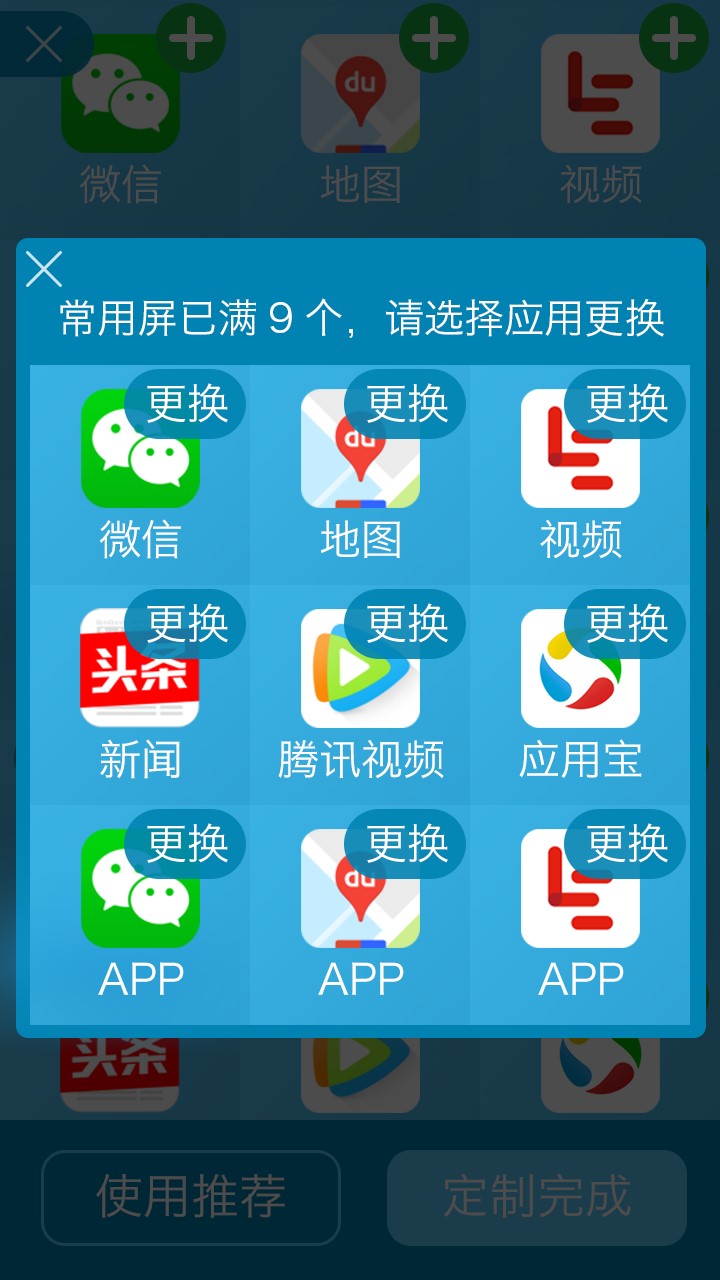 微信 地图 视频
常用屏已满 9 个，请选择应用更换
更换 更换 更换
du
微信 地图 视频
更换 更换 更换
头条
新闻 腾讯视频 应用宝
更换 更换 更换
du
APP APP APP
头条
使用推荐 定制完成